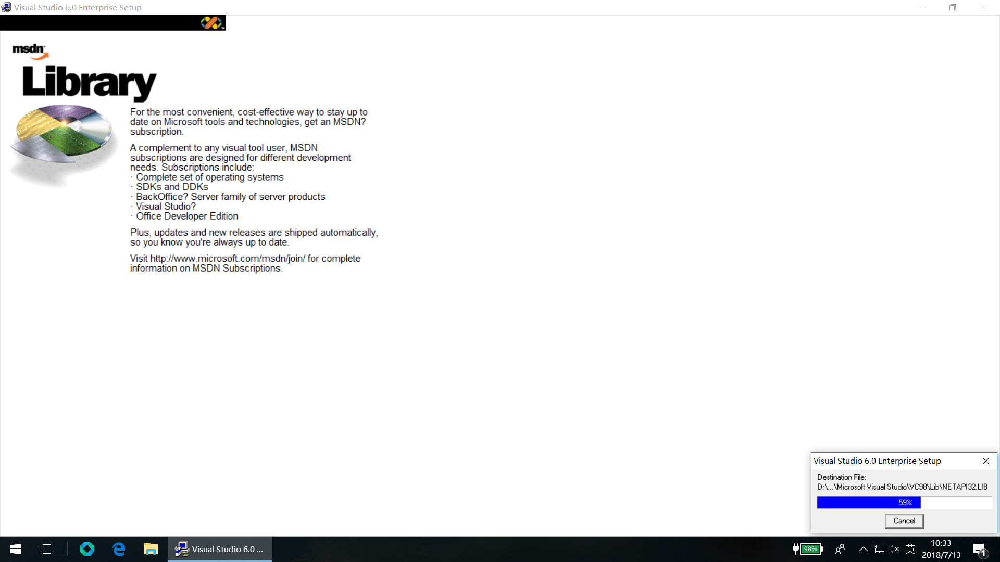 Visual Studio 6.0 Enterprise Setup
TM
msdn™
Library
For the most convenient, cost-effective way to stay up to
date on Microsoft tools and technologies, get an MSDN?
subscription.
A complement to any visual tool user, MSDN
subscriptions are designed for different development
needs. Subscriptions include:
· Complete set of operating systems
· SDKs and DDKs
· BackOffice? Server family of server products
· Visual Studio?
· Office Developer Edition
Plus, updates and new releases are shipped automatically,
so you know you're always up to date.
Visit http://www.microsoft.com/msdn/join/ for complete
information on MSDN Subscriptions.
Visual Studio 6.0 Enterprise Setup
Destination File:
D:\...\Microsoft Visual Studio\VC98\Lib\NETAPI32.LIB
59%
Cancel
Visual Studio 6.0 ...
98%
英
10:33
2018/7/13
1